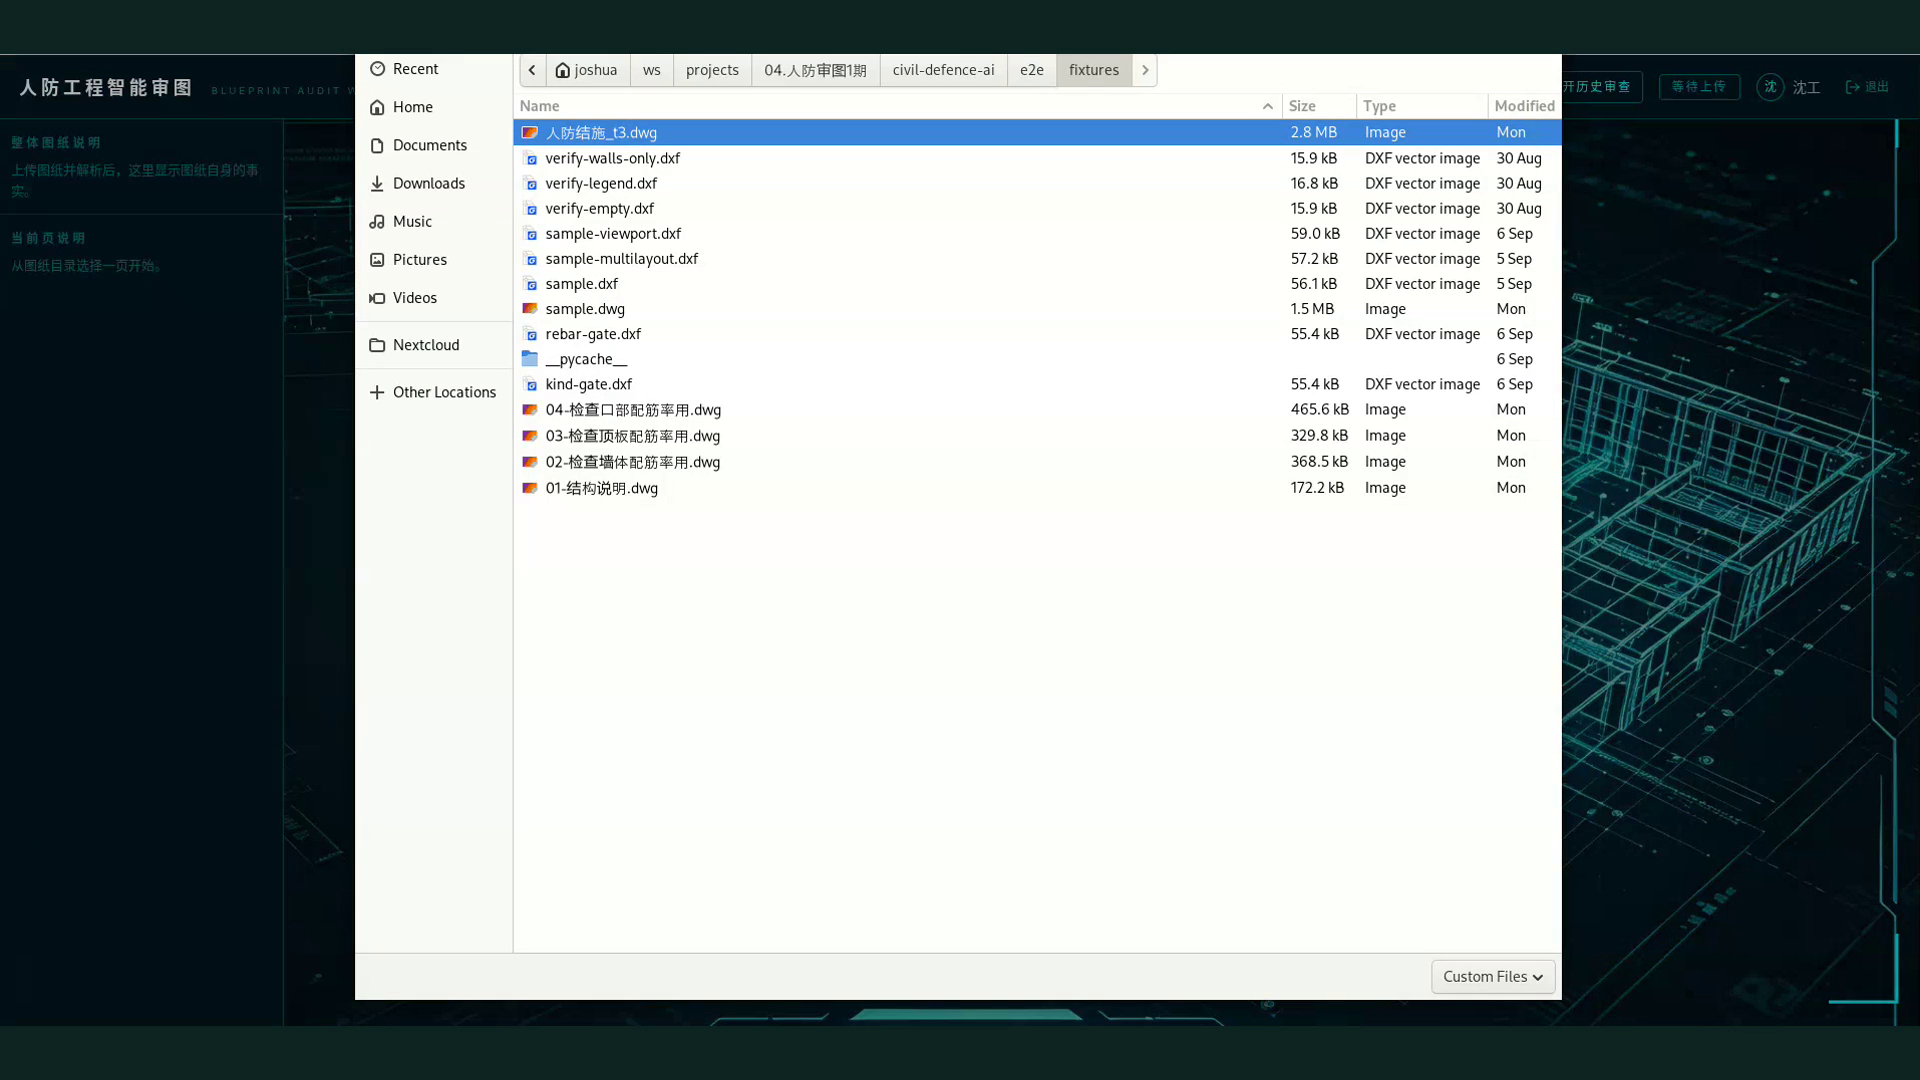 人防工程智能审图 BLUEPRINT AUDIT W
开历史审查 等待上传 沈 沈工 退出
整体图纸说明
上传图纸并解析后，这里显示图纸自身的事
实。
当前页说明
从图纸目录选择一页开始。
Recent
Home
Documents
Downloads
Music
Pictures
Videos
Nextcloud
Other Locations
joshua ws projects 04.人防审图1期 civil-defence-ai e2e fixtures
Name Size Type Modified
人防结施_t3.dwg 2.8 MB Image Mon
verify-walls-only.dxf 15.9 kB DXF vector image 30 Aug
verify-legend.dxf 16.8 kB DXF vector image 30 Aug
verify-empty.dxf 15.9 kB DXF vector image 30 Aug
sample-viewport.dxf 59.0 kB DXF vector image 6 Sep
sample-multilayout.dxf 57.2 kB DXF vector image 5 Sep
sample.dxf 56.1 kB DXF vector image 5 Sep
sample.dwg 1.5 MB Image Mon
rebar-gate.dxf 55.4 kB DXF vector image 6 Sep
__pycache__ 6 Sep
kind-gate.dxf 55.4 kB DXF vector image 6 Sep
04-检查口部配筋率用.dwg 465.6 kB Image Mon
03-检查顶板配筋率用.dwg 329.8 kB Image Mon
02-检查墙体配筋率用.dwg 368.5 kB Image Mon
01-结构说明.dwg 172.2 kB Image Mon
Custom Files